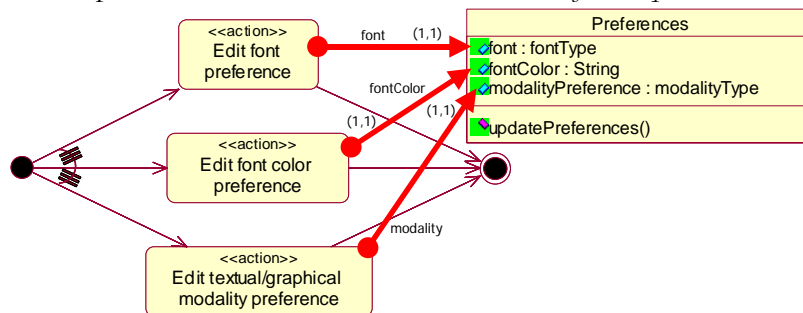 <<action>>
Edit font
preference
font
(1,1)
Preferences
font : fontType
fontColor : String
modalityPreference : modalityType
updatePreferences()
fontColor
(1,1)
(1,1)
<<action>>
Edit font color
preference
modality
<<action>>
Edit textual/graphical
modality preference